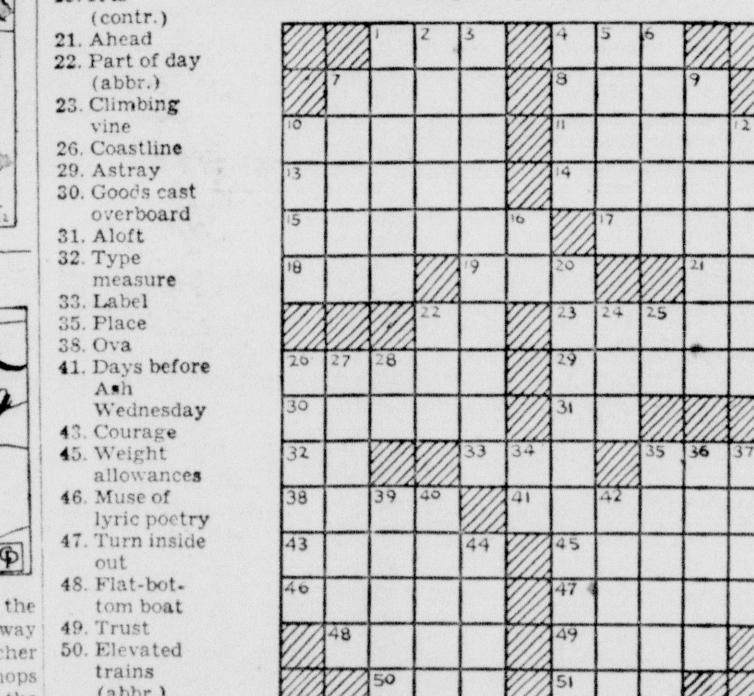 (contr.)
21. Ahead
22. Part of day
(abbr.)
23. Climbing
vine
26. Coastline
29. Astray
30. Goods cast
overboard
31. Aloft
32. Type
measure
33. Label
35. Place
38. Ova
41. Days before
Ash
Wednesday
43. Courage
45. Weight
allowances
46. Muse of
lyric poetry
47. Turn inside
out
48. Flat-bot-
tom boat
49. Trust
50. Elevated
trains
(abbr.)
the
way
cher
hops
1 2 3 4 5 6
7 8 9
10 11 12
13 14
15 16 17
18 19 20 21
22 23 24 25
26 27 28 29
30 31
32 33 34 35 36 37
38 39 40 41 42
43 44 45
46 47
48 49
50 51